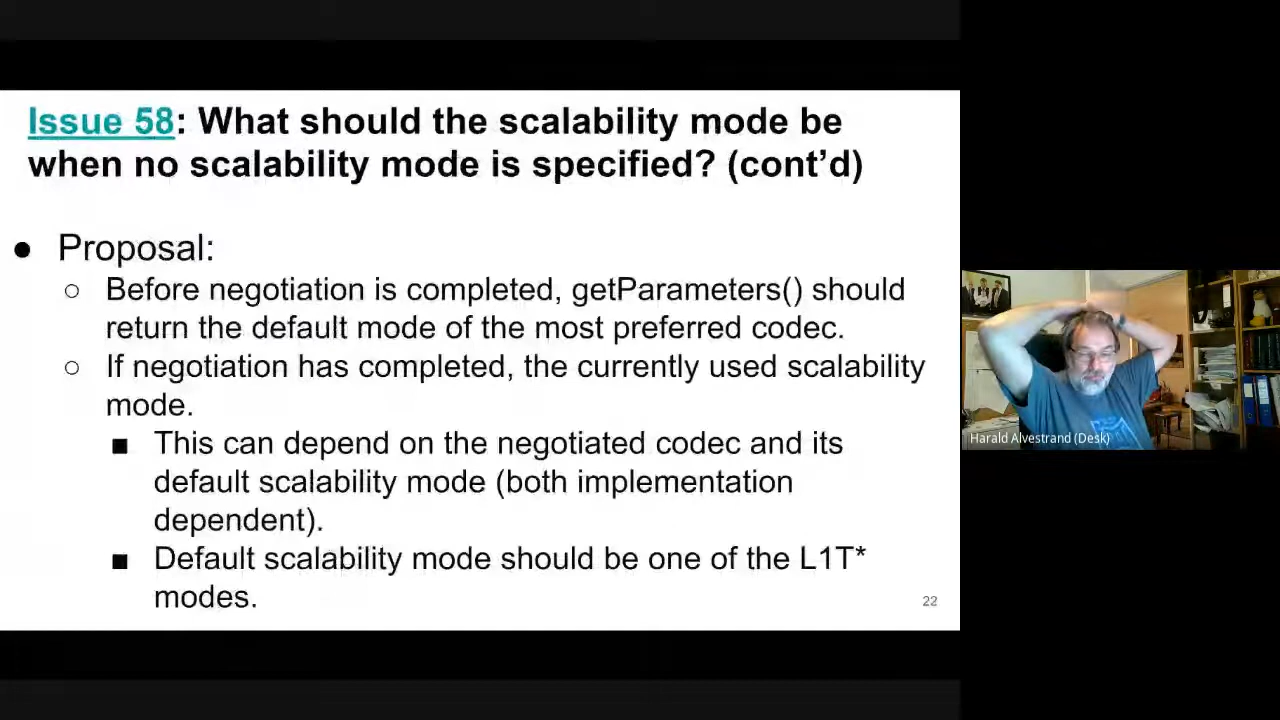 Issue 58: What should the scalability mode be
when no scalability mode is specified? (cont’d)
● Proposal:
○ Before negotiation is completed, getParameters() should
return the default mode of the most preferred codec.
○ If negotiation has completed, the currently used scalability
mode.
■ This can depend on the negotiated codec and its
default scalability mode (both implementation
dependent).
■ Default scalability mode should be one of the L1T*
modes.
22
Harald Alvestrand (Desk)